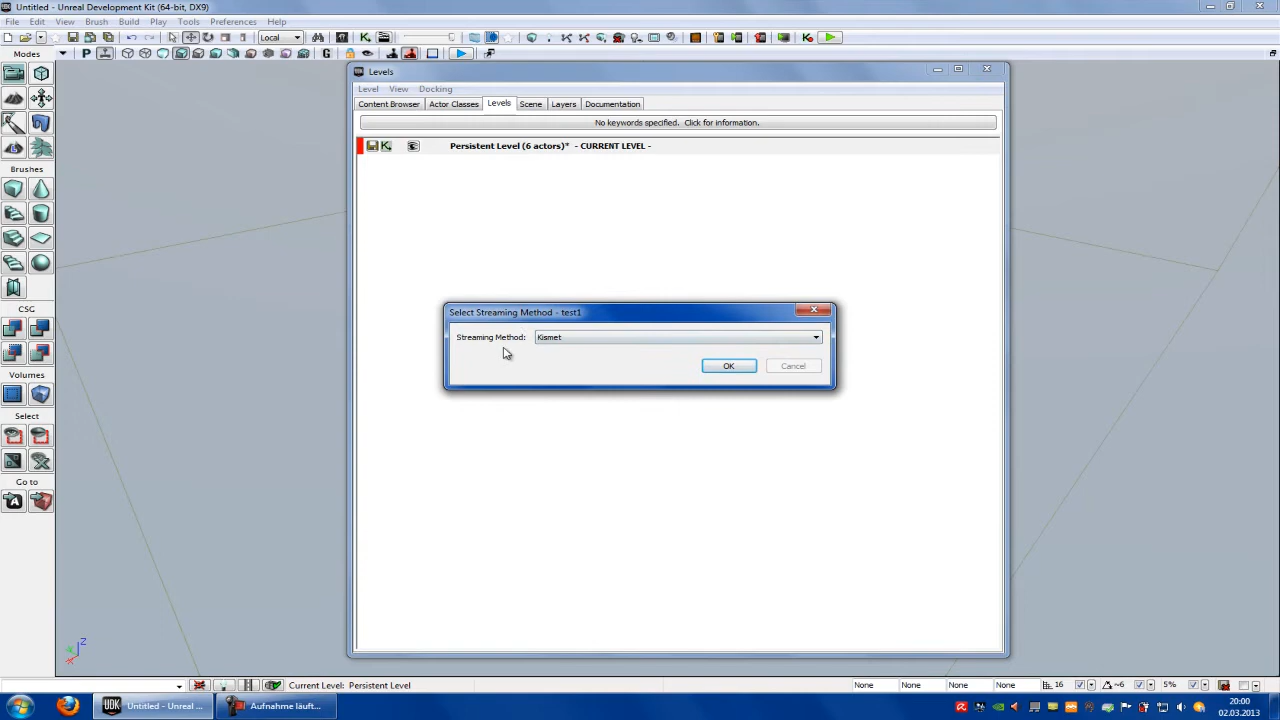 Untitled - Unreal Development Kit (64-bit, DX9)
File Edit View Brush Build Play Tools Preferences Help
Local
Modes
P
G
Levels
Level View Docking
Content Browser Actor Classes Levels Scene Layers Documentation
No keywords specified. Click for information.
Persistent Level (6 actors)* - CURRENT LEVEL -
Brushes
Select Streaming Method - test1
Streaming Method: Kismet
OK Cancel
CSG
Volumes
Select
Go to
Z
Current Level: Persistent Level
None None None None 16 ~6 5%
Untitled - Unreal ...
Aufnahme läuft...
20:00
02.03.2013